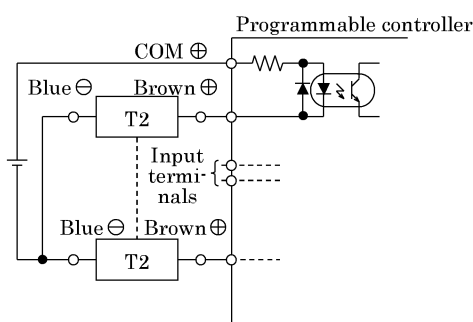 Programmable controller
COM ⊕
Blue ⊖ Brown ⊕
T2
Input
termi-
nals
Blue ⊖ Brown ⊕
T2